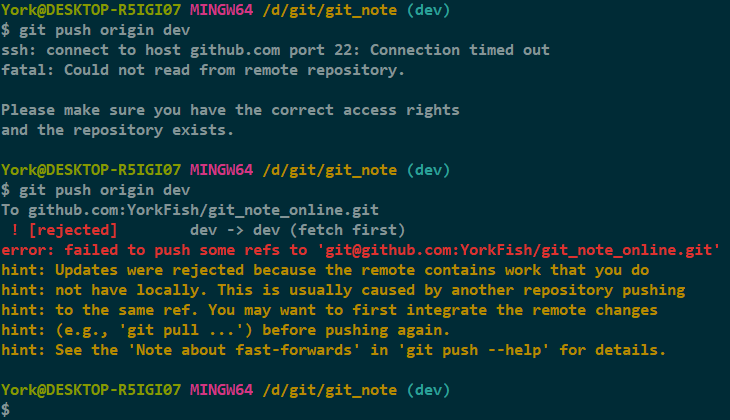 York@DESKTOP-R5IGI07 MINGW64 /d/git/git_note (dev)
$ git push origin dev
ssh: connect to host github.com port 22: Connection timed out
fatal: Could not read from remote repository.
Please make sure you have the correct access rights
and the repository exists.
York@DESKTOP-R5IGI07 MINGW64 /d/git/git_note (dev)
$ git push origin dev
To github.com:YorkFish/git_note_online.git
! [rejected]        dev -> dev (fetch first)
error: failed to push some refs to 'git@github.com:YorkFish/git_note_online.git'
hint: Updates were rejected because the remote contains work that you do
hint: not have locally. This is usually caused by another repository pushing
hint: to the same ref. You may want to first integrate the remote changes
hint: (e.g., 'git pull ...') before pushing again.
hint: See the 'Note about fast-forwards' in 'git push --help' for details.
York@DESKTOP-R5IGI07 MINGW64 /d/git/git_note (dev)
$